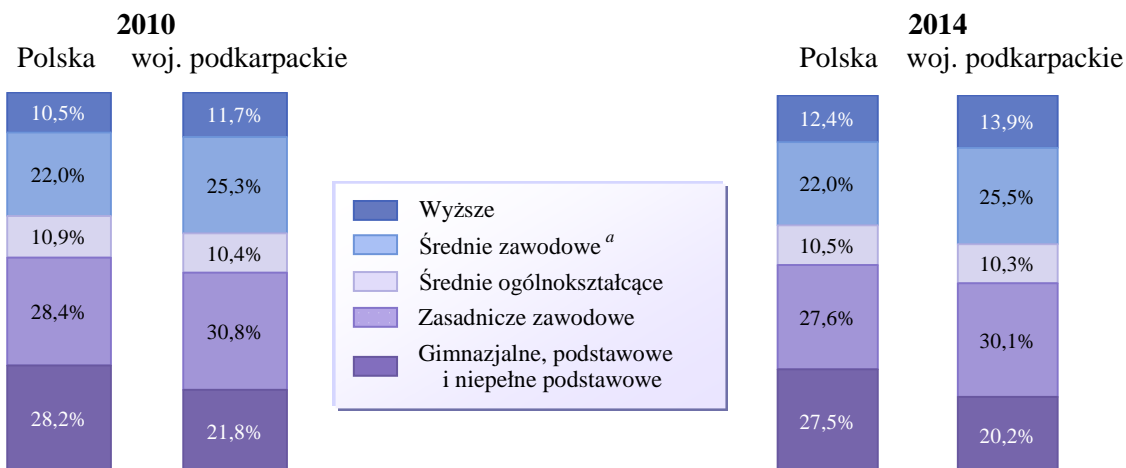 2010
Polska woj. podkarpackie
10,5% 11,7%
22,0% 25,3%
10,9% 10,4%
28,4% 30,8%
28,2% 21,8%
Wyższe
Średnie zawodowe a
Średnie ogólnokształcące
Zasadnicze zawodowe
Gimnazjalne, podstawowe
i niepełne podstawowe
2014
Polska woj. podkarpackie
12,4% 13,9%
22,0% 25,5%
10,5% 10,3%
27,6% 30,1%
27,5% 20,2%